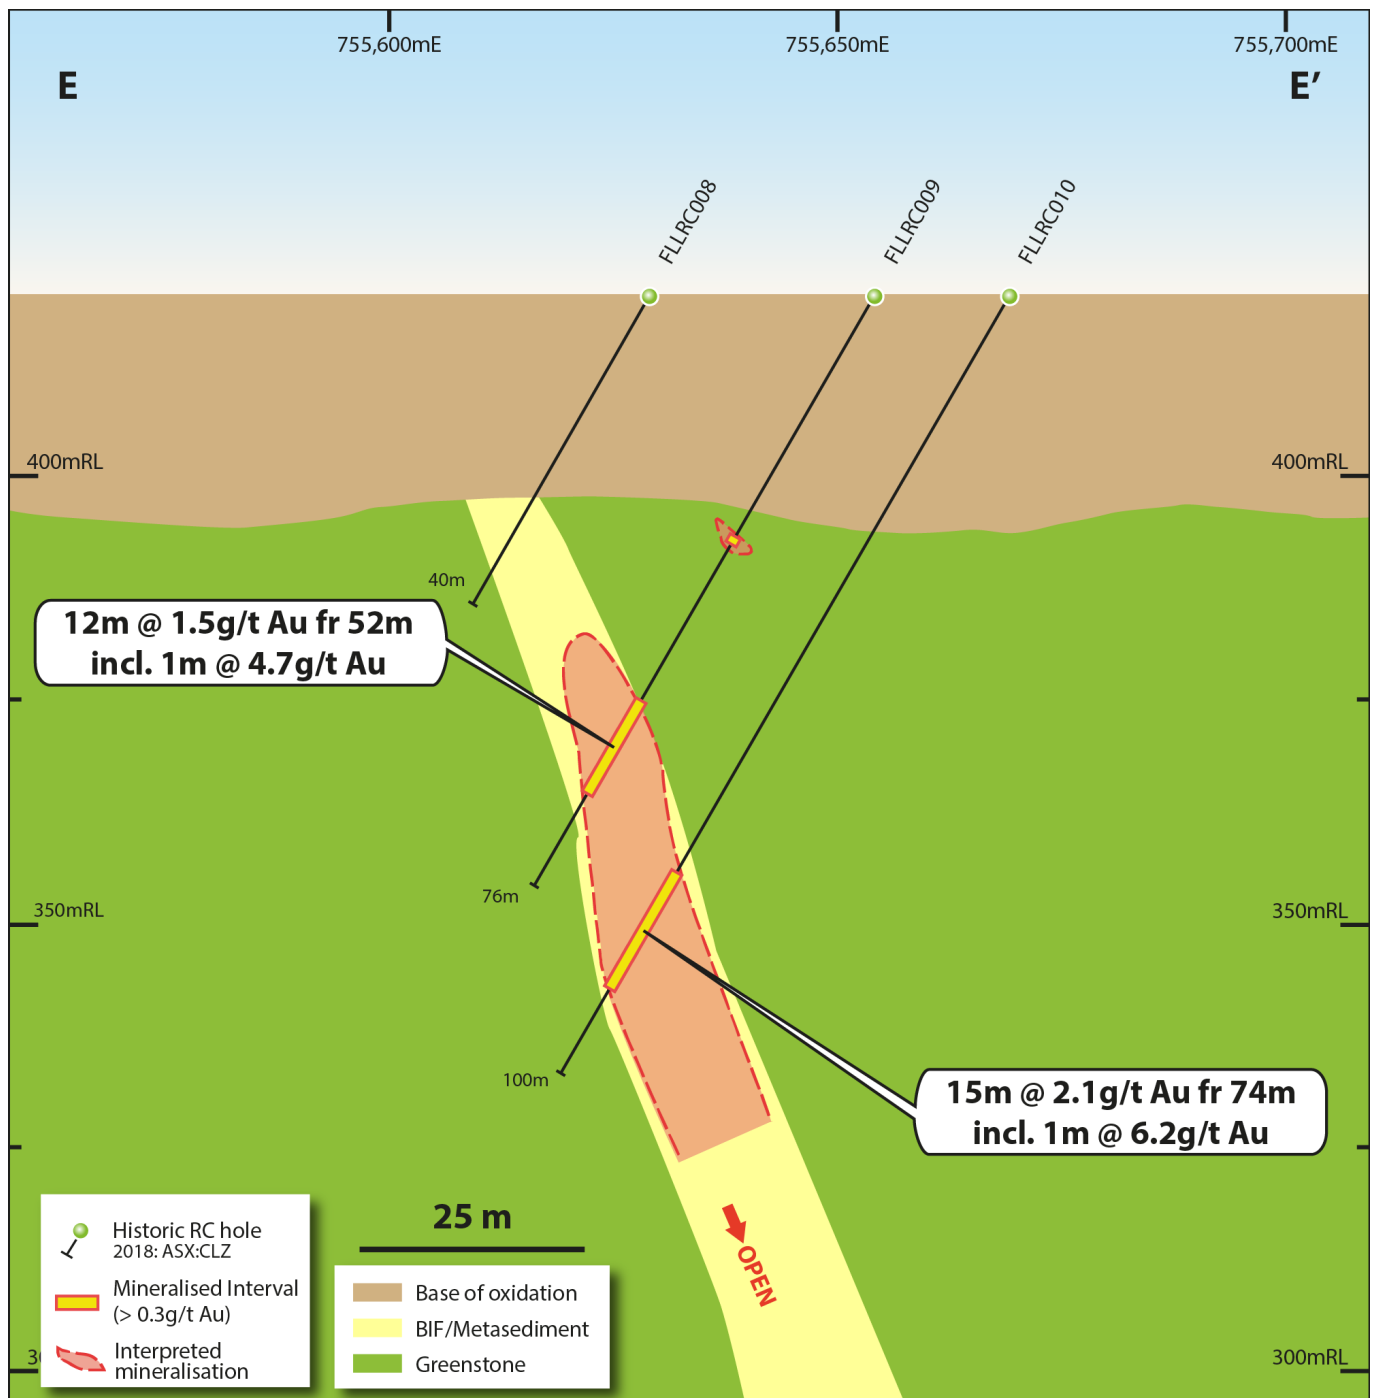 755,600mE
755,650mE
755,700mE
E
E’
FLLRC008
FLLRC009
FLLRC010
400mRL
400mRL
40m
12m @ 1.5g/t Au fr 52m
incl. 1m @ 4.7g/t Au
76m
350mRL
350mRL
100m
15m @ 2.1g/t Au fr 74m
incl. 1m @ 6.2g/t Au
OPEN
25 m
Historic RC hole
2018: ASX:CLZ
Mineralised Interval
(> 0.3g/t Au)
Interpreted
mineralisation
Base of oxidation
BIF/Metasediment
Greenstone
300mRL